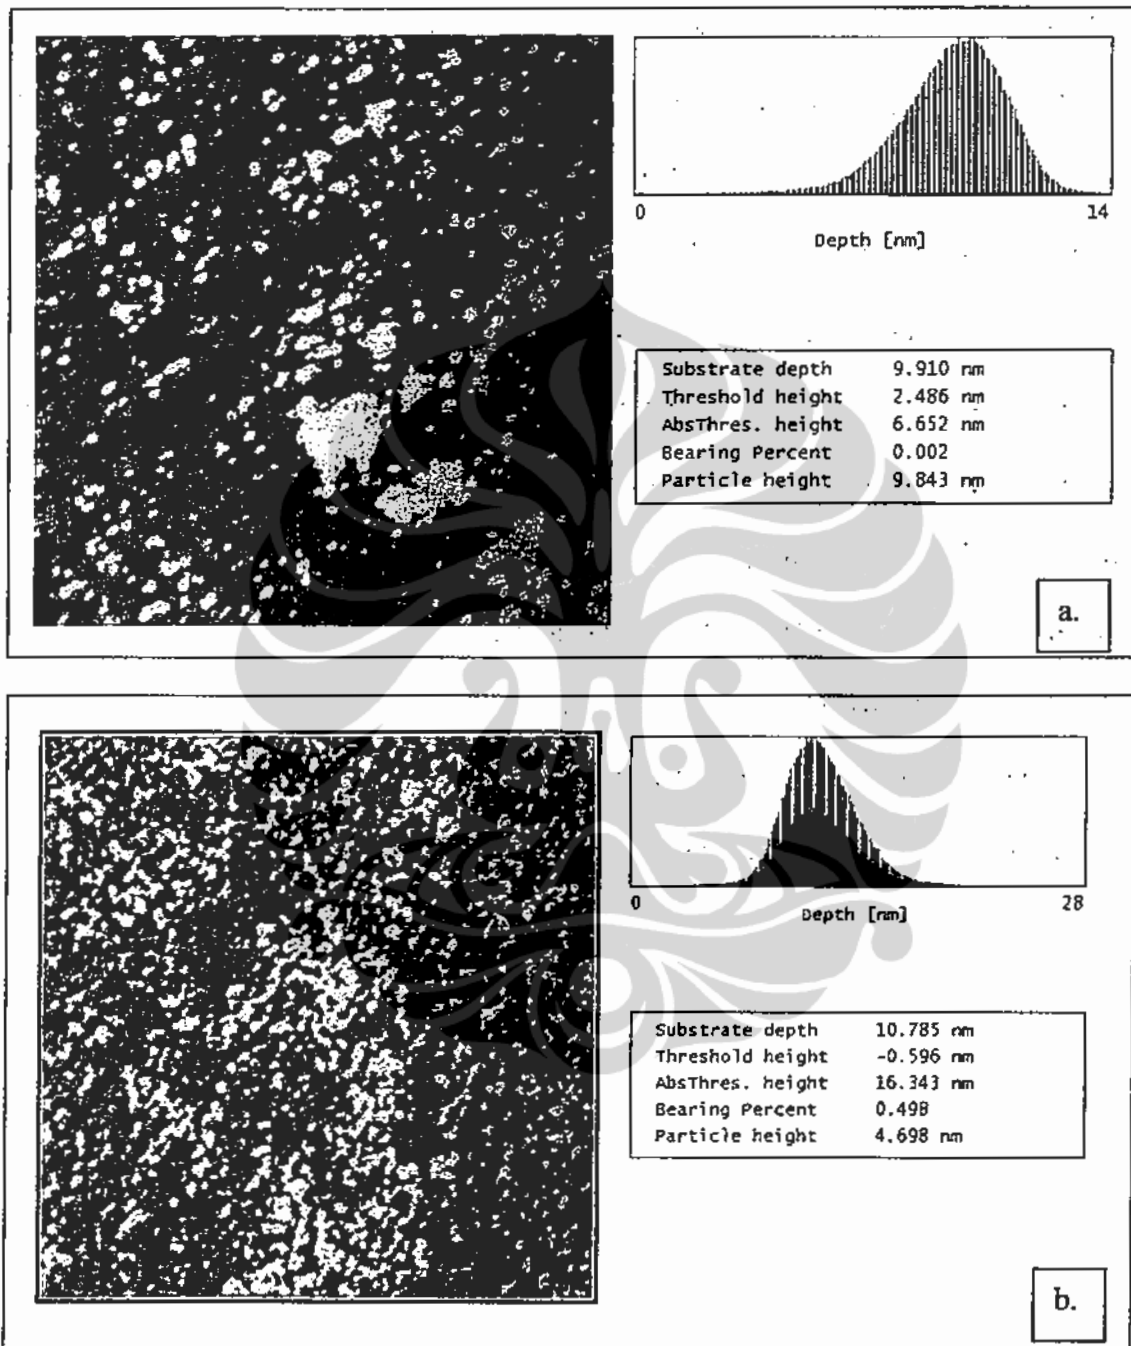 0 14
Depth [nm]
Substrate depth 9.910 nm
Threshold height 2.486 nm
AbsThres. height 6.652 nm
Bearing Percent 0.002
Particle height 9.843 nm
a.
0 28
Depth [nm]
Substrate depth 10.785 nm
Threshold height -0.596 nm
AbsThres. height 16.343 nm
Bearing Percent 0.498
Particle height 4.698 nm
b.